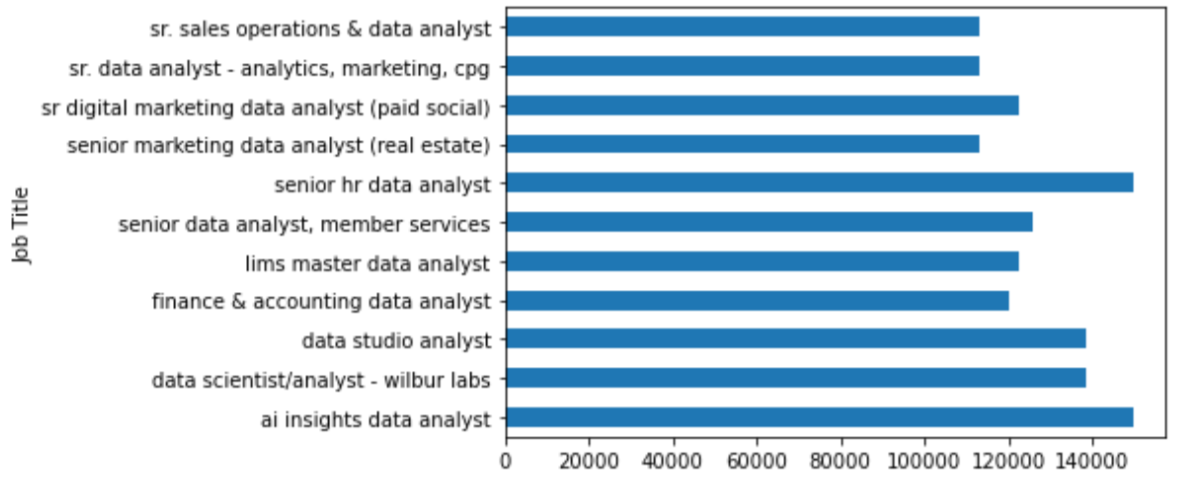 sr. sales operations & data analyst
sr. data analyst - analytics, marketing, cpg
sr digital marketing data analyst (paid social)
senior marketing data analyst (real estate)
senior hr data analyst
senior data analyst, member services
lims master data analyst
finance & accounting data analyst
data studio analyst
data scientist/analyst - wilbur labs
ai insights data analyst
Job Title
0 20000 40000 60000 80000 100000 120000 140000